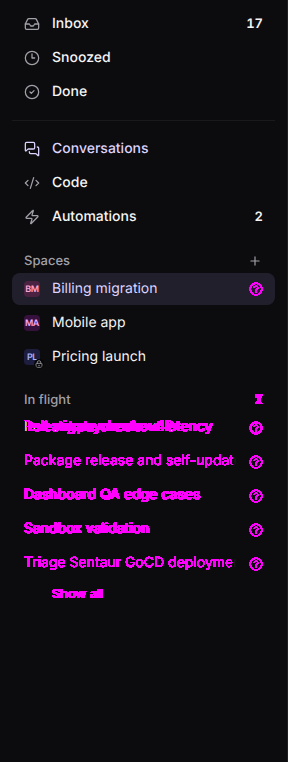 Inbox 17
Snoozed
Done
Conversations
Code
Automations 2
Spaces +
BM Billing migration ?
MA Mobile app
PL Pricing launch
In flight
Package release and self-updat ?
Dashboard QA edge cases ?
Sandbox validation ?
Triage Sentaur GoCD deployme ?
Show all